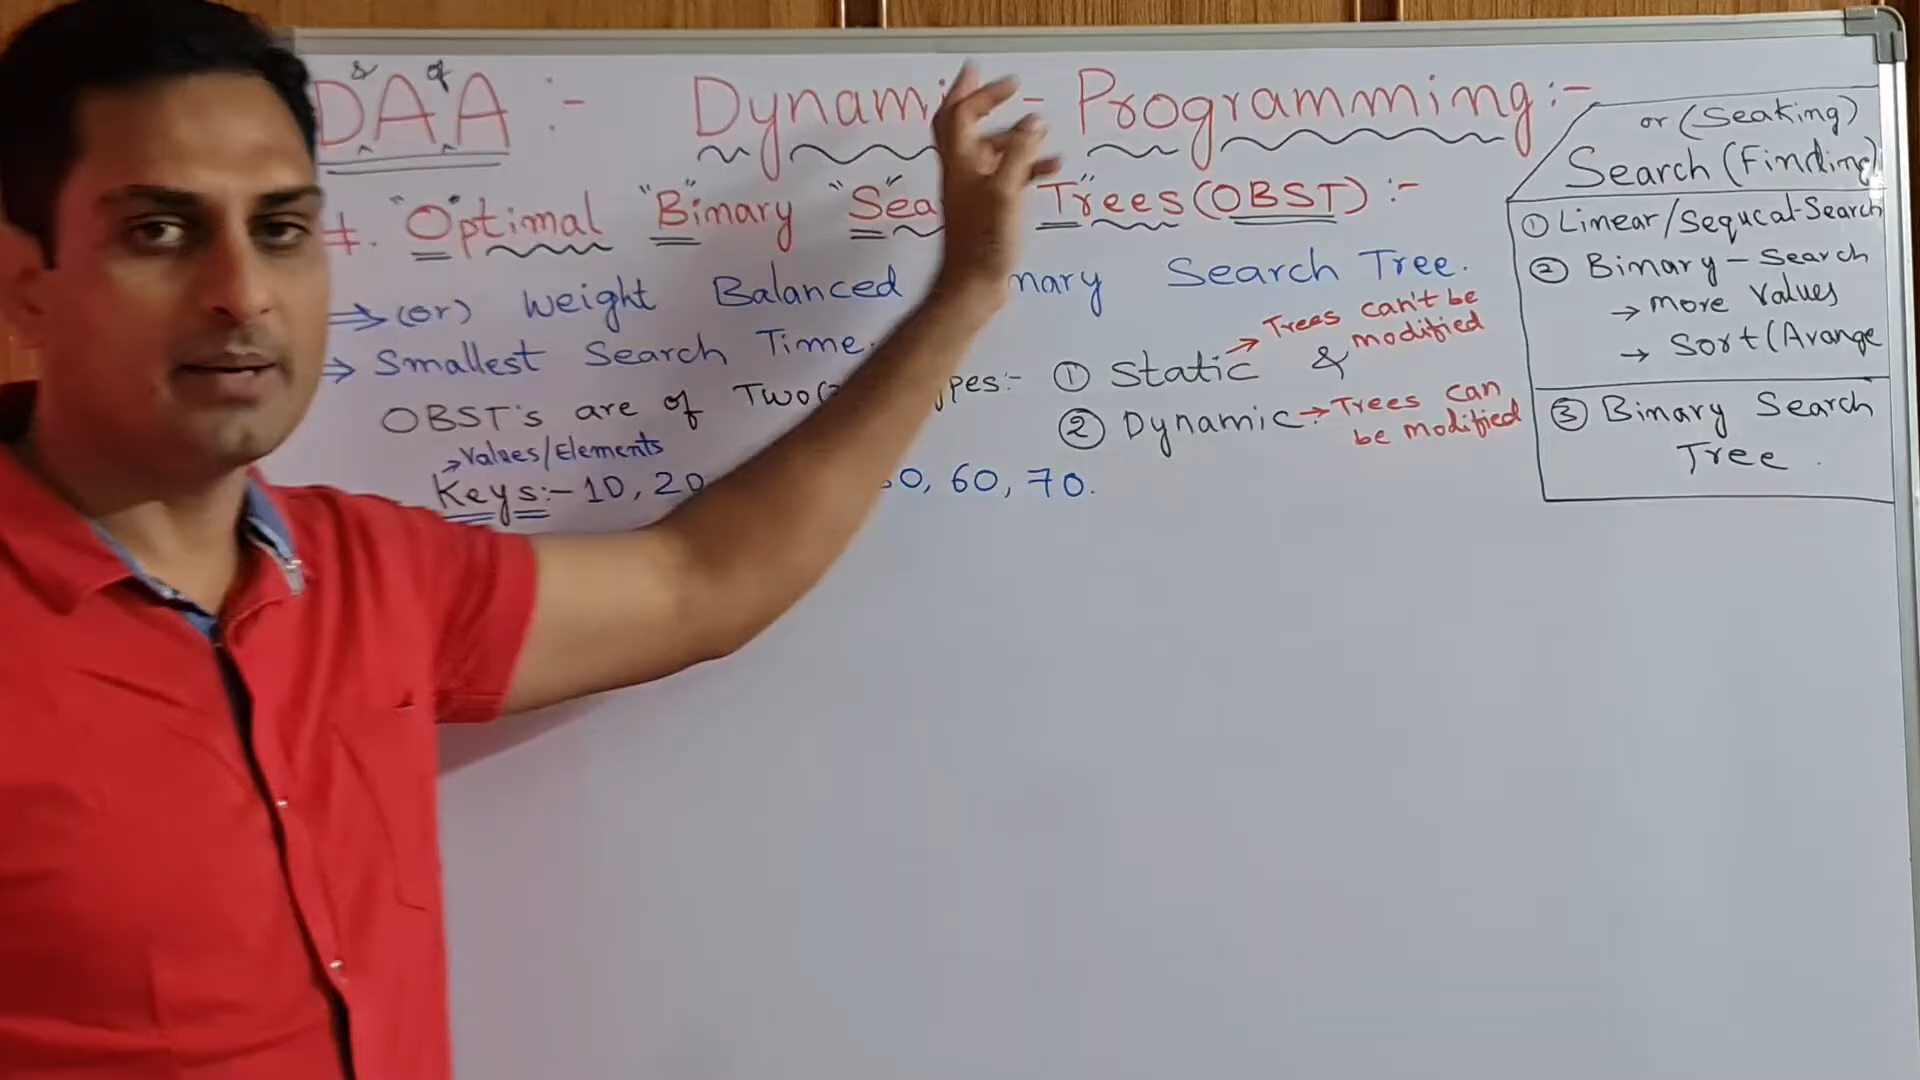 D&AofA :- Dynami - Programming :-
4. "Optimal "Binary "Sea Trees" (OBST) :-
⇒ (or) Weight Balanced nary Search Tree.
⇒ Smallest Search Time.
OBST's are of Two( ypes:- ① Static &
→ Trees can't be
modified
② Dynamic. → Trees can
be modified
→ Values/Elements
Keys:- 10, 20 0, 60, 70.
or (Seaking)
Search (Finding)
① Linear/Sequcal-Search
② Binary - Search
→ more Values
→ Sort (Arange
③ Binary Search
Tree.